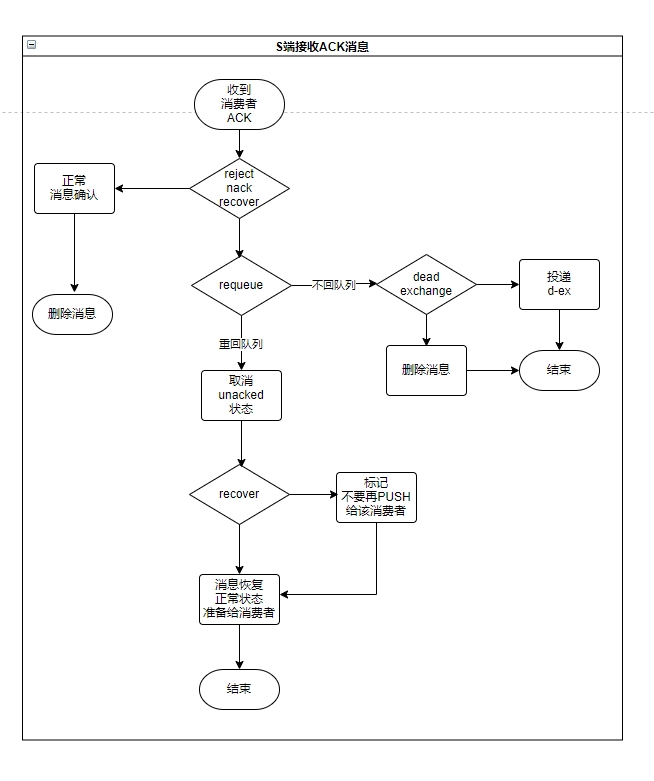 S端接收ACK消息
收到
消费者
ACK
reject
nack
recover
正常
消息确认
删除消息
requeue
不回队列
dead
exchange
投递
d-ex
重回队列
删除消息
结束
取消
unacked
状态
recover
标记
不要再PUSH
给该消费者
消息恢复
正常状态
准备给消费者
结束